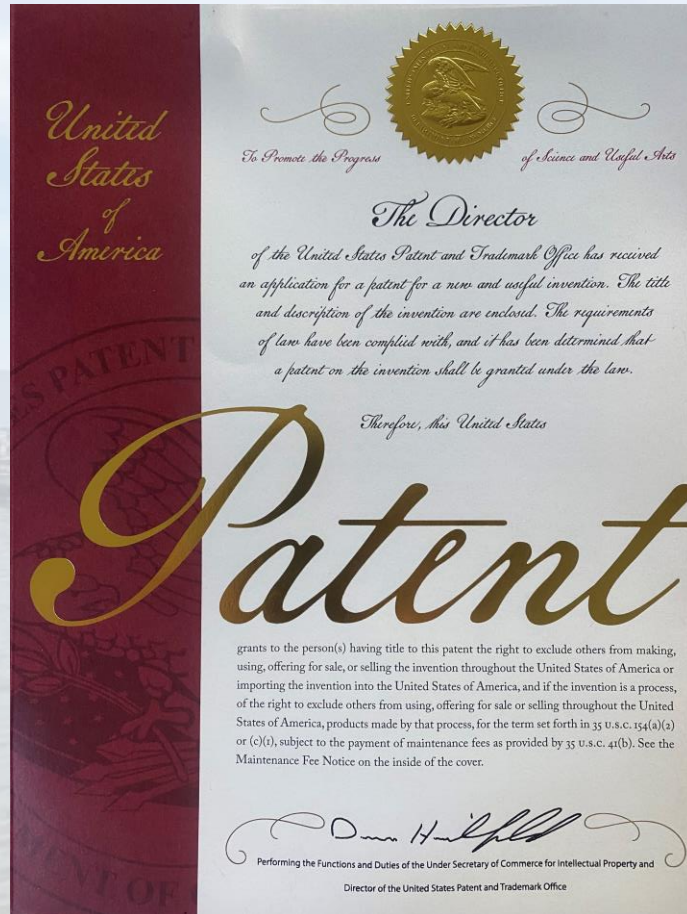 United
States
of
America
To Promote the Progress
of Science and Useful Arts
The Director
of the United States Patent and Trademark Office has received
an application for a patent for a new and useful invention. The title
and description of the invention are enclosed. The requirements
of law have been complied with, and it has been determined that
a patent on the invention shall be granted under the law.
Therefore, this United States
Patent
grants to the person(s) having title to this patent the right to exclude others from making,
using, offering for sale, or selling the invention throughout the United States of America or
importing the invention into the United States of America, and if the invention is a process,
of the right to exclude others from using, offering for sale or selling throughout the United
States of America, products made by that process, for the term set forth in 35 U.S.C. 154(a)(2)
or (c)(1), subject to the payment of maintenance fees as provided by 35 U.S.C. 41(b). See the
Maintenance Fee Notice on the inside of the cover.
Performing the Functions and Duties of the Under Secretary of Commerce for Intellectual Property and
Director of the United States Patent and Trademark Office